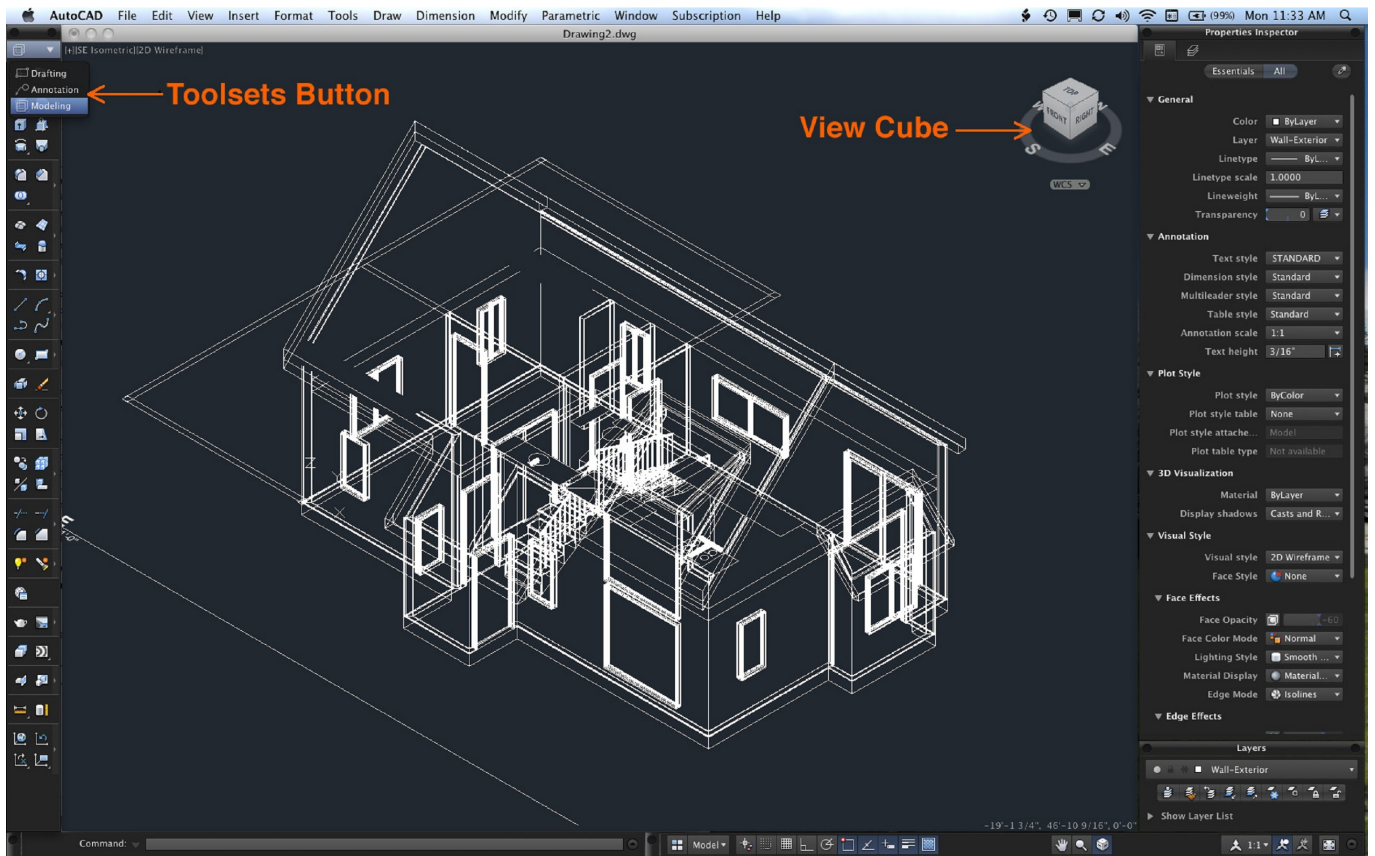 AutoCAD File Edit View Insert Format Tools Draw Dimension Modify Parametric Window Subscription Help (99%) Mon 11:33 AM
Drawing2.dwg
Properties Inspector
[+][SE Isometric][2D Wireframe]
Drafting
Annotation
Modeling
Toolsets Button
View Cube
TOP
FRONT
RIGHT
W
N
S
E
WCS
Z
X
Essentials All
General
Color ByLayer
Layer Wall-Exterior
Linetype ByL...
Linetype scale 1.0000
Lineweight ByL...
Transparency 0
Annotation
Text style STANDARD
Dimension style Standard
Multileader style Standard
Table style Standard
Annotation scale 1:1
Text height 3/16"
Plot Style
Plot style ByColor
Plot style table None
Plot style attache... Model
Plot table type Not available
3D Visualization
Material ByLayer
Display shadows Casts and R...
Visual Style
Visual style 2D Wireframe
Face Style None
Face Effects
Face Opacity -60
Face Color Mode Normal
Lighting Style Smooth ...
Material Display Material...
Edge Mode Isolines
Edge Effects
Layers
Wall-Exterior
Show Layer List
-19'-1 3/4", 46'-10 9/16", 0'-0"
Command:
Model
1:1